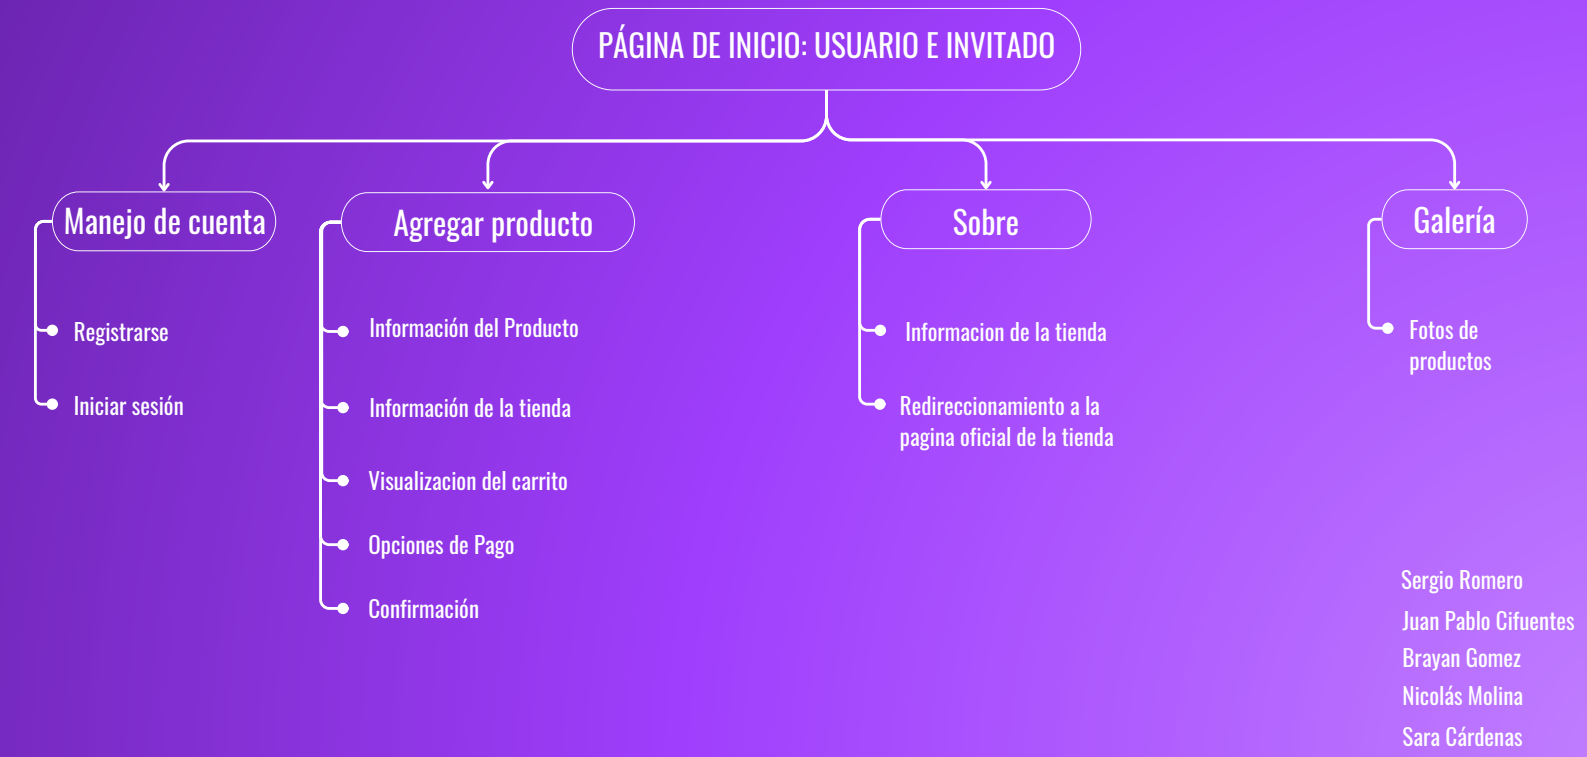 PÁGINA DE INICIO: USUARIO E INVITADO
Manejo de cuenta
Registrarse
Iniciar sesión
Agregar producto
Información del Producto
Información de la tienda
Visualizacion del carrito
Opciones de Pago
Confirmación
Sobre
Informacion de la tienda
Redireccionamiento a la
pagina oficial de la tienda
Galería
Fotos de
productos
Sergio Romero
Juan Pablo Cifuentes
Brayan Gomez
Nicolás Molina
Sara Cárdenas